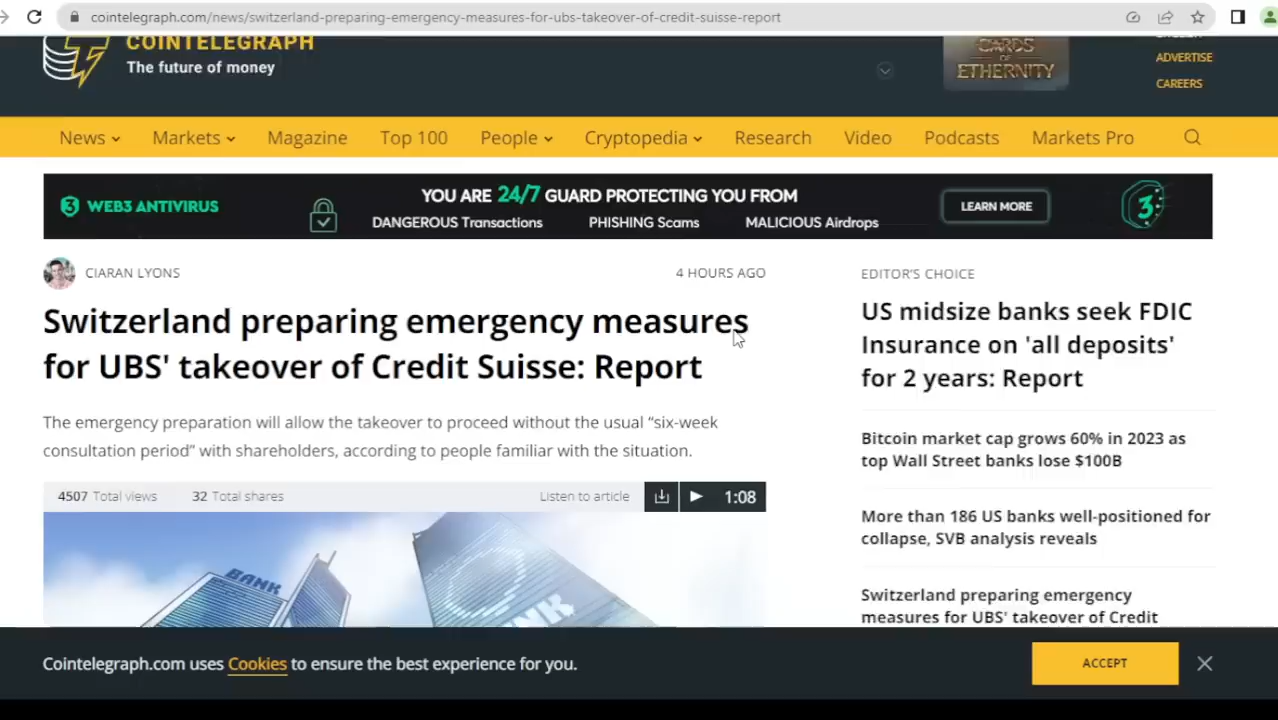 cointelegraph.com/news/switzerland-preparing-emergency-measures-for-ubs-takeover-of-credit-suisse-report
COINTELEGRAPH
The future of money
CARDS
OF
ETHERNITY
ENGLISH
ADVERTISE
CAREERS
News Markets Magazine Top 100 People Cryptopedia Research Video Podcasts Markets Pro
3 WEB3 ANTIVIRUS
YOU ARE 24/7 GUARD PROTECTING YOU FROM
DANGEROUS Transactions PHISHING Scams MALICIOUS Airdrops
LEARN MORE
3
CIARAN LYONS
4 HOURS AGO
Switzerland preparing emergency measures
for UBS' takeover of Credit Suisse: Report
The emergency preparation will allow the takeover to proceed without the usual “six-week
consultation period” with shareholders, according to people familiar with the situation.
4507 Total views 32 Total shares Listen to article 1:08
BANK
BANK
EDITOR'S CHOICE
US midsize banks seek FDIC
Insurance on 'all deposits'
for 2 years: Report
Bitcoin market cap grows 60% in 2023 as
top Wall Street banks lose $100B
More than 186 US banks well-positioned for
collapse, SVB analysis reveals
Switzerland preparing emergency
measures for UBS' takeover of Credit
Cointelegraph.com uses Cookies to ensure the best experience for you.
ACCEPT